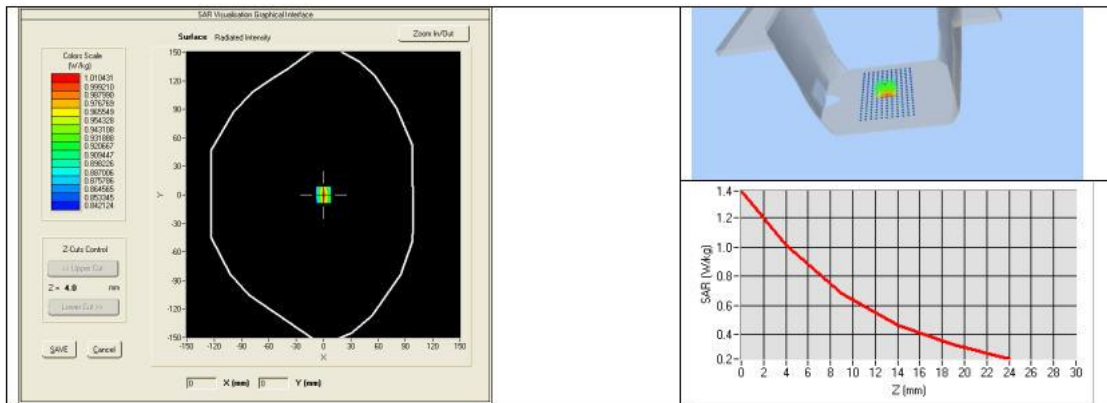 SAR Visualisation Graphical Interface
Surface Radiated Intensity
Zoom In/Out
Colors Scale
(W/kg)
1.010431
0.999210
0.987990
0.976769
0.965549
0.954328
0.943108
0.931888
0.920667
0.909447
0.898226
0.887006
0.875786
0.864565
0.853345
0.842124
Z-Cuts Control
<< Upper Cut
Z = 4.0 mm
Lower Cut >>
SAVE Cancel
150
120
90
60
30
0
-30
-60
-90
-120
-150
Y
-150 -120 -90 -60 -30 0 30 60 90 120 150
X
0 X (mm) 0 Y (mm)
1.4
1.2
1.0
0.8
0.6
0.4
0.2
SAR (W/kg)
0 2 4 6 8 10 12 14 16 18 20 22 24 26 28 30
Z (mm)